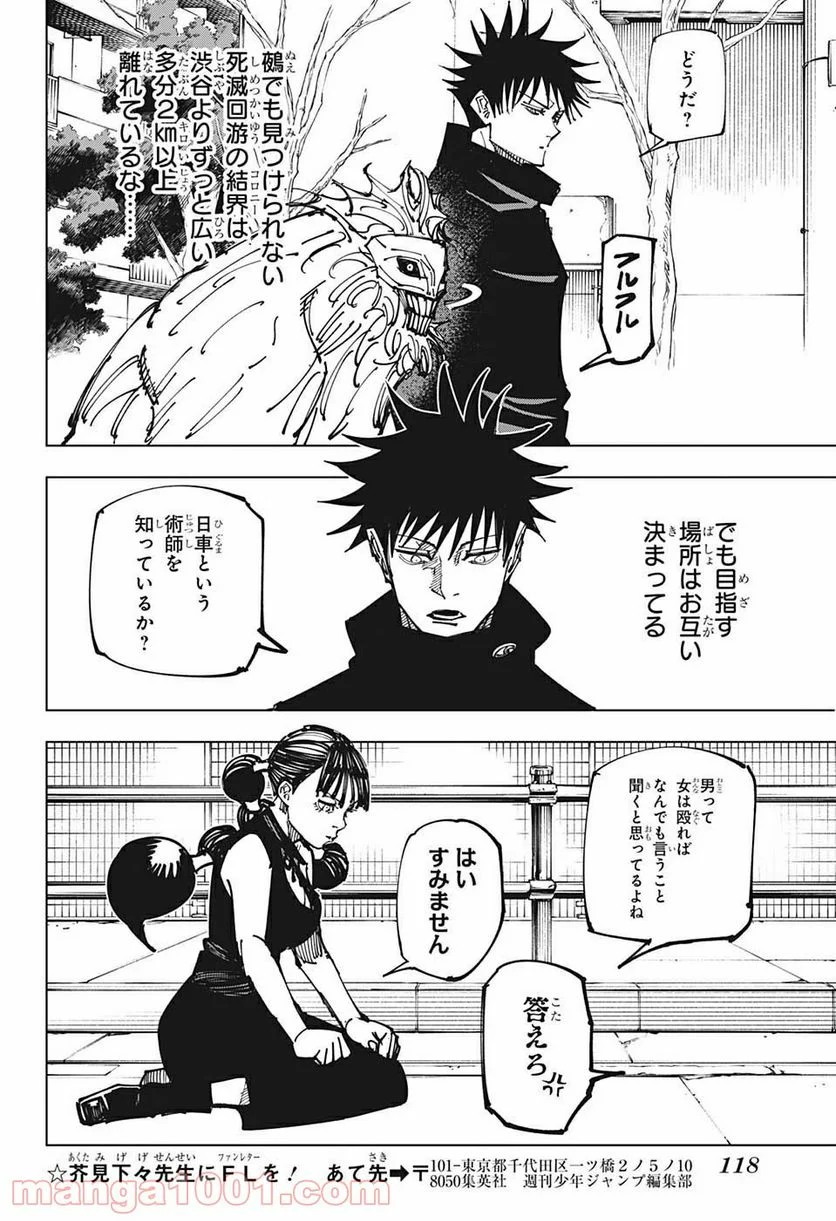 どうだ？
フルフル
鵺でも見つけられない
死滅回游の結界は
渋谷よりずっと広い
多分２㎞以上
離れているな……
でも目指す
場所はお互い
決まってる
日車という
術師を
知っているか？
男って
女は殴れば
なんでも言うこと
聞くと思ってるよね
はい
すみません
答えろ
☆芥見下々先生にＦＬを！　あて先➡〒101-東京都千代田区一ツ橋２ノ５ノ10
8050集英社　週刊少年ジャンプ編集部
118
MANGA1000.COM